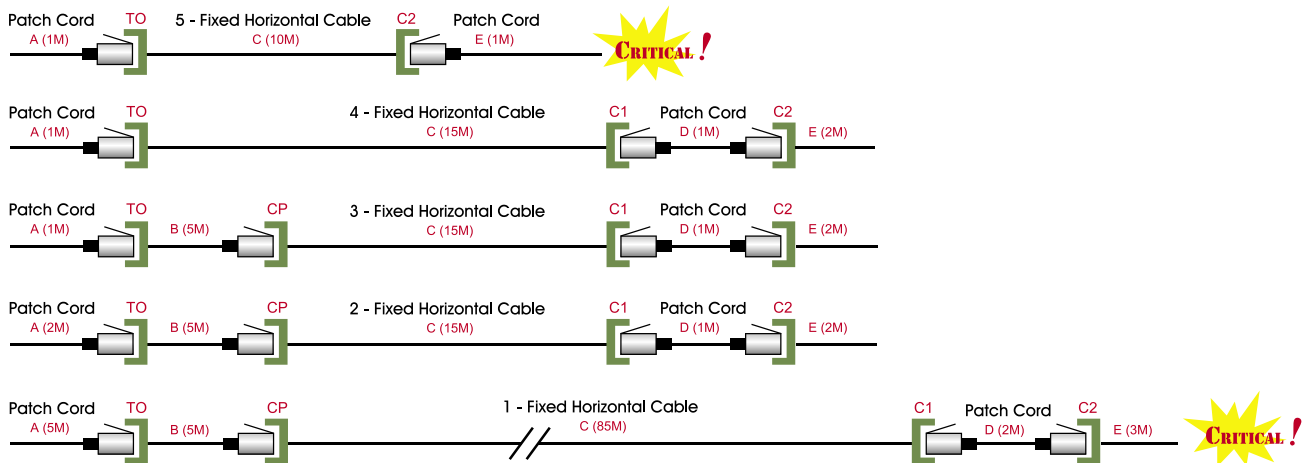 Patch Cord TO 5 - Fixed Horizontal Cable C2 Patch Cord
A (1M) C (10M) E (1M)
CRITICAL!
Patch Cord TO 4 - Fixed Horizontal Cable C1 Patch Cord C2
A (1M) C (15M) D (1M) E (2M)
Patch Cord TO CP 3 - Fixed Horizontal Cable C1 Patch Cord C2
A (1M) B (5M) C (15M) D (1M) E (2M)
Patch Cord TO CP 2 - Fixed Horizontal Cable C1 Patch Cord C2
A (2M) B (5M) C (15M) D (1M) E (2M)
Patch Cord TO CP 1 - Fixed Horizontal Cable C1 Patch Cord C2
A (5M) B (5M) C (85M) D (2M) E (3M)
CRITICAL!